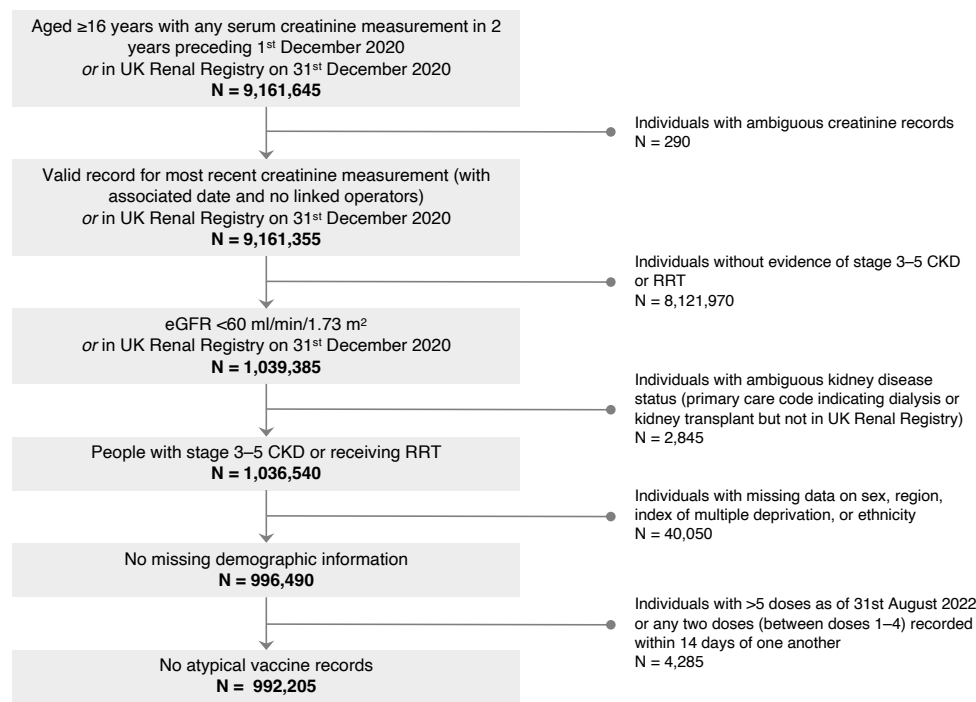 Aged ≥16 years with any serum creatinine measurement in 2
years preceding 1st December 2020
or in UK Renal Registry on 31st December 2020
N = 9,161,645
Individuals with ambiguous creatinine records
N = 290
Valid record for most recent creatinine measurement (with
associated date and no linked operators)
or in UK Renal Registry on 31st December 2020
N = 9,161,355
Individuals without evidence of stage 3–5 CKD
or RRT
N = 8,121,970
eGFR <60 ml/min/1.73 m²
or in UK Renal Registry on 31st December 2020
N = 1,039,385
Individuals with ambiguous kidney disease
status (primary care code indicating dialysis or
kidney transplant but not in UK Renal Registry)
N = 2,845
People with stage 3–5 CKD or receiving RRT
N = 1,036,540
Individuals with missing data on sex, region,
index of multiple deprivation, or ethnicity
N = 40,050
No missing demographic information
N = 996,490
Individuals with >5 doses as of 31st August 2022
or any two doses (between doses 1–4) recorded
within 14 days of one another
N = 4,285
No atypical vaccine records
N = 992,205